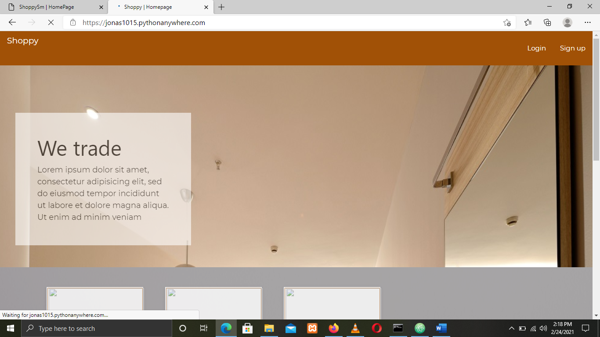 ShoppySm | HomePage
Shoppy | Homepage
https://jonas1015.pythonanywhere.com
Shoppy
Login
Sign up
We trade
Lorem ipsum dolor sit amet,
consectetur adipisicing elit, sed
do eiusmod tempor incididunt
ut labore et dolore magna aliqua.
Ut enim ad minim veniam
Waiting for jonas1015.pythonanywhere.com...
Type here to search
2:18 PM
2/24/2021